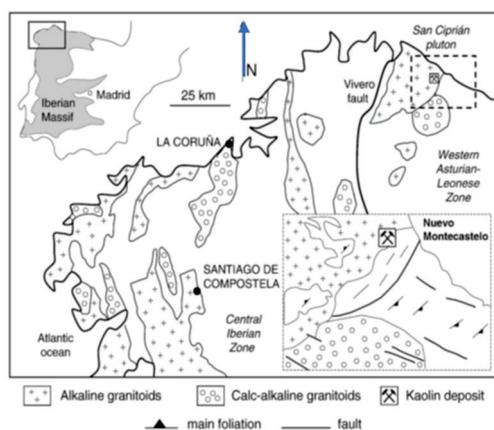 San Ciprián
pluton
N
Madrid
Iberian
Massif
25 km
Vivero
fault
LA CORUÑA
Western
Asturian-
Leonese
Zone
Nuevo
Montecastelo
SANTIAGO DE
COMPOSTELA
Central
Iberian
Zone
Atlantic
ocean
Alkaline granitoids
Calc-alkaline granitoids
Kaolin deposit
main foliation
fault